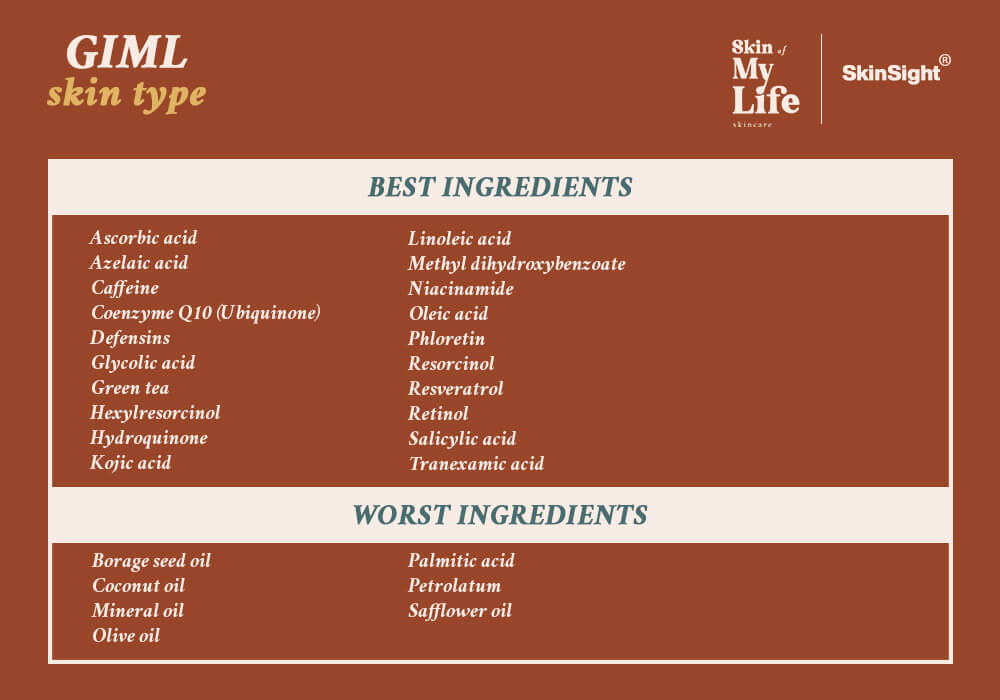 GIML
skin type
Skin of
My
Life
skincare
SkinSight®
BEST INGREDIENTS
Ascorbic acid
Azelaic acid
Caffeine
Coenzyme Q10 (Ubiquinone)
Defensins
Glycolic acid
Green tea
Hexylresorcinol
Hydroquinone
Kojic acid
Linoleic acid
Methyl dihydroxybenzoate
Niacinamide
Oleic acid
Phloretin
Resorcinol
Resveratrol
Retinol
Salicylic acid
Tranexamic acid
WORST INGREDIENTS
Borage seed oil
Coconut oil
Mineral oil
Olive oil
Palmitic acid
Petrolatum
Safflower oil